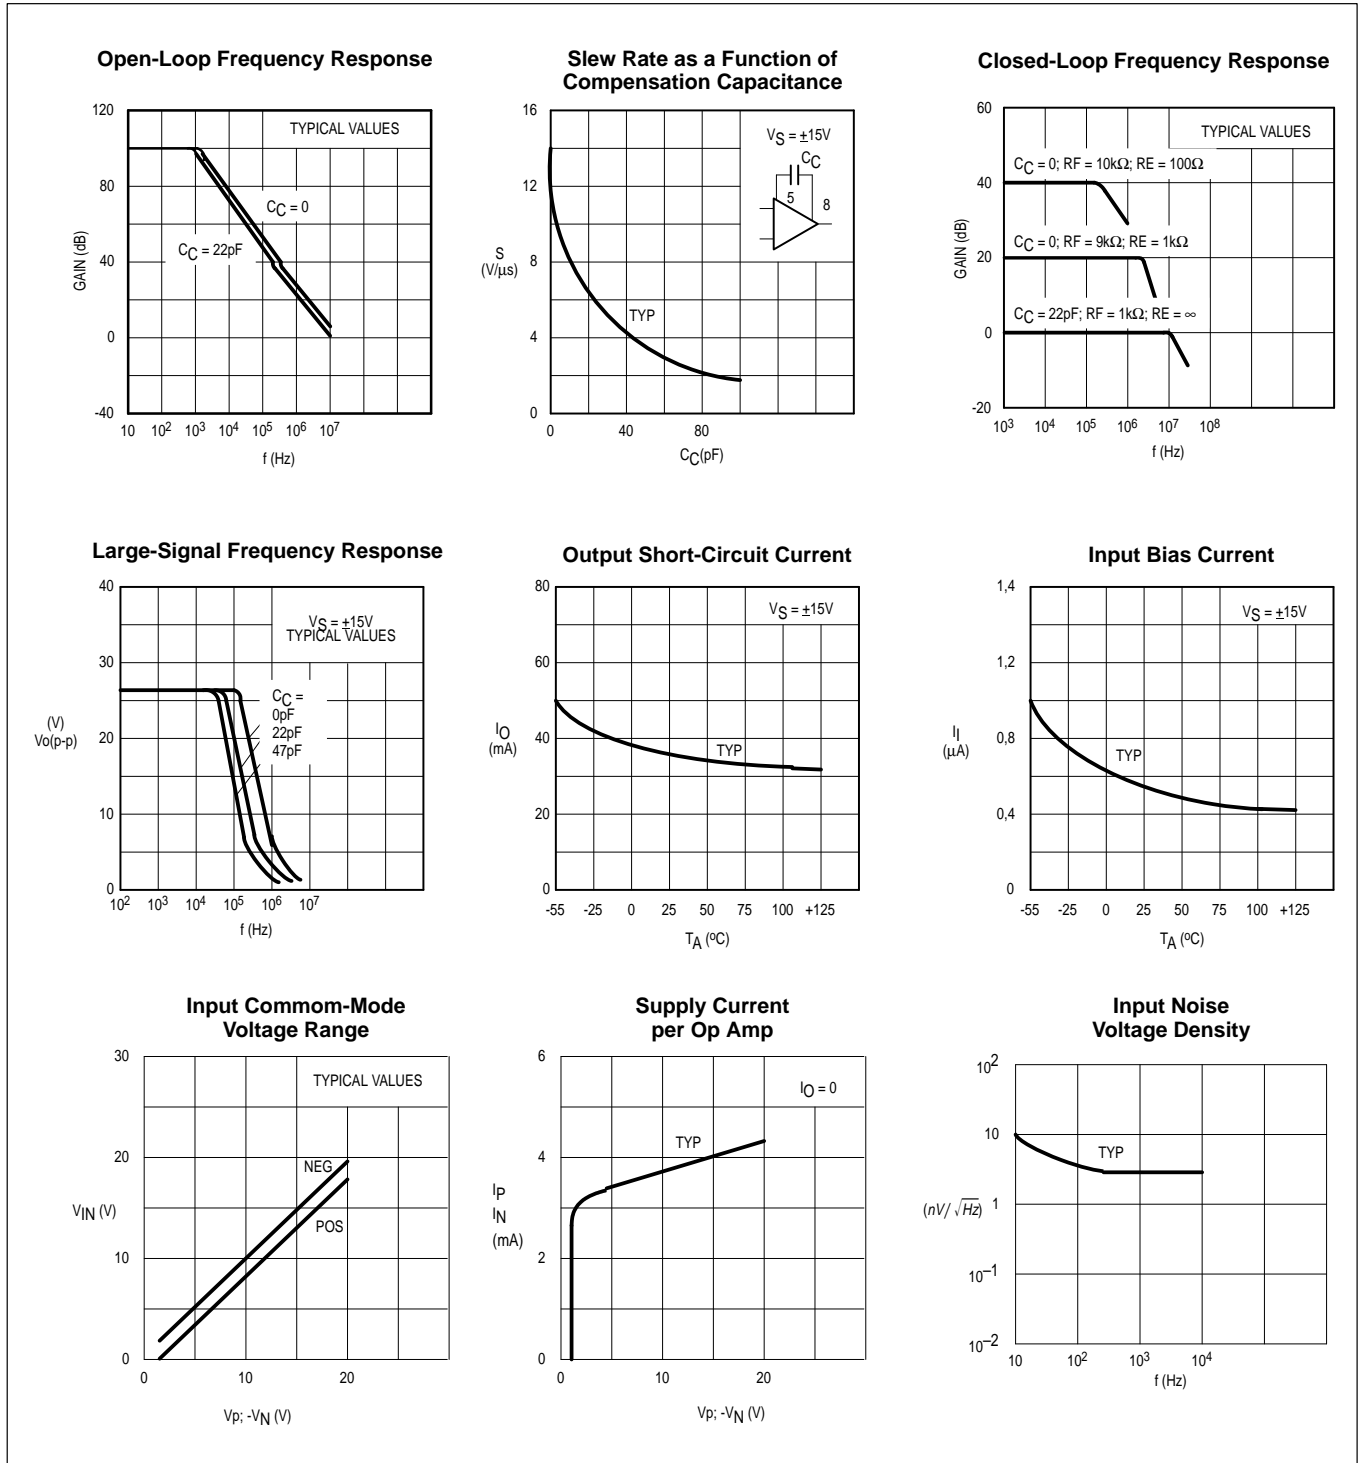 Open-Loop Frequency Response
120
80
40
0
-40
GAIN (dB)
TYPICAL VALUES
CC = 0
CC = 22pF
10 10² 10³ 10⁴ 10⁵ 10⁶ 10⁷
f (Hz)
Slew Rate as a Function of
Compensation Capacitance
16
12
8
4
0
S
(V/μs)
VS = ±15V
CC
5
8
TYP
0 40 80
CC(pF)
Closed-Loop Frequency Response
60
40
20
0
-20
GAIN (dB)
TYPICAL VALUES
CC = 0; RF = 10kΩ; RE = 100Ω
CC = 0; RF = 9kΩ; RE = 1kΩ
CC = 22pF; RF = 1kΩ; RE = ∞
10³ 10⁴ 10⁵ 10⁶ 10⁷ 10⁸
f (Hz)
Large-Signal Frequency Response
40
30
20
10
0
(V)
Vo(p-p)
VS = ±15V
TYPICAL VALUES
CC =
0pF
22pF
47pF
10² 10³ 10⁴ 10⁵ 10⁶ 10⁷
f (Hz)
Output Short-Circuit Current
80
60
40
20
0
IO
(mA)
VS = ±15V
TYP
-55 -25 0 25 50 75 100 +125
TA (ºC)
Input Bias Current
1,4
1,2
1,0
0,8
0,4
0
II
(μA)
VS = ±15V
TYP
-55 -25 0 25 50 75 100 +125
TA (ºC)
Input Commom-Mode
Voltage Range
30
20
10
0
VIN (V)
TYPICAL VALUES
NEG
POS
0 10 20
Vp; -VN (V)
Supply Current
per Op Amp
6
4
2
0
IP
IN
(mA)
IO = 0
TYP
0 10 20
Vp; -VN (V)
Input Noise
Voltage Density
10²
10
1
10⁻¹
10⁻²
(nV/√Hz)
TYP
10 10² 10³ 10⁴
f (Hz)